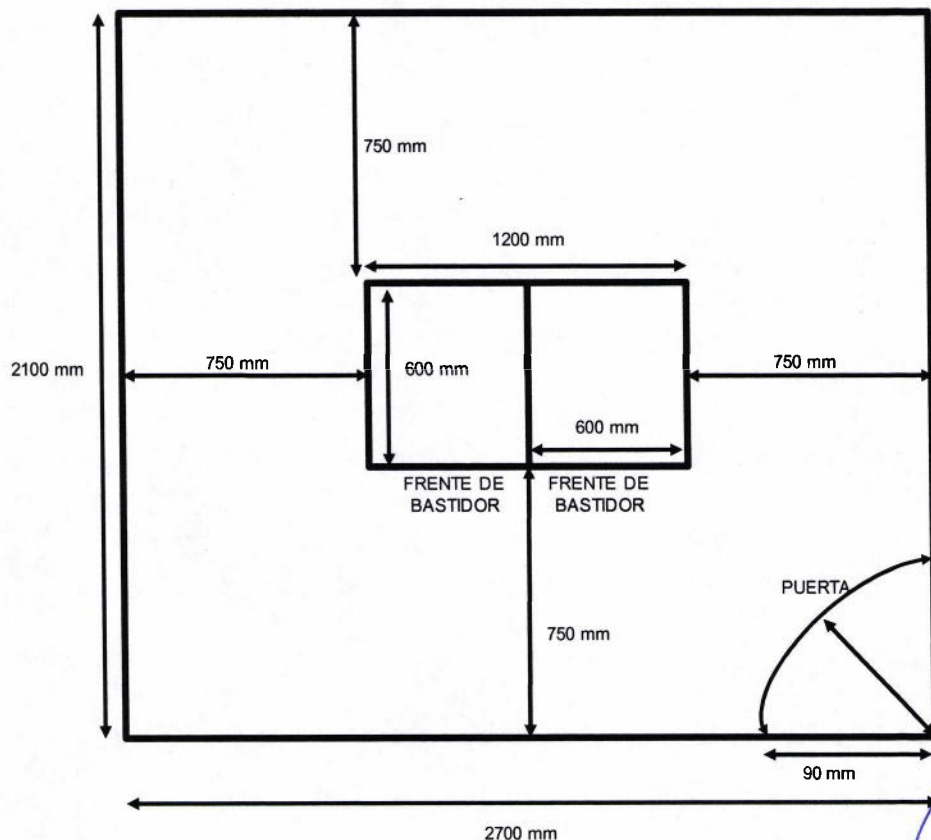 750 mm
1200 mm
2100 mm
750 mm
600 mm
750 mm
600 mm
FRENTE DE
BASTIDOR
FRENTE DE
BASTIDOR
PUERTA
750 mm
90 mm
2700 mm